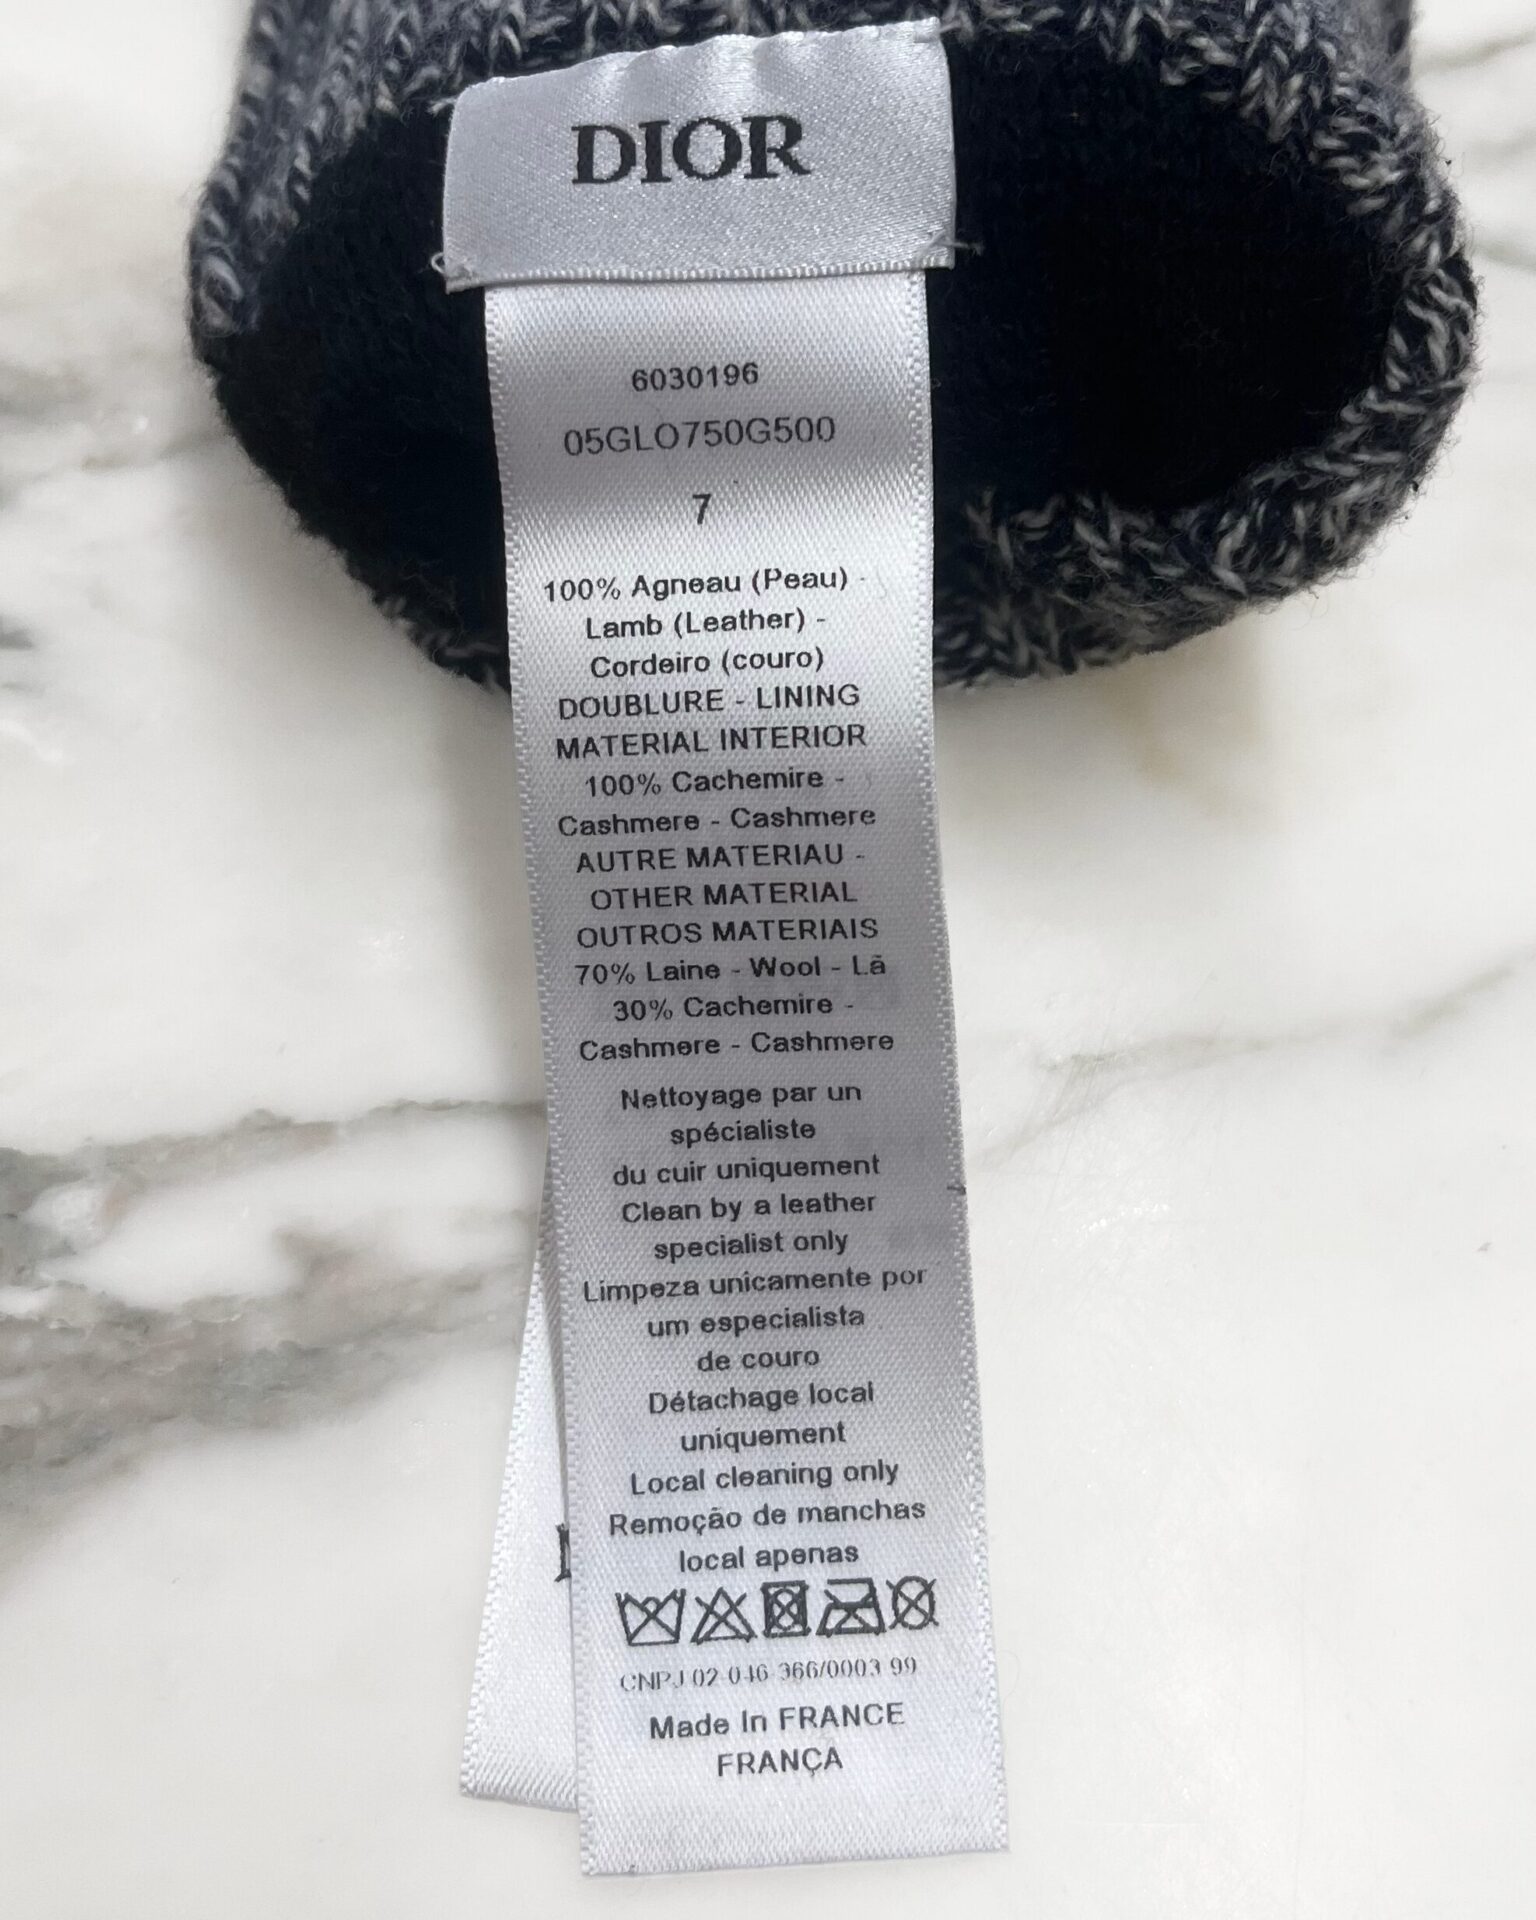 DIOR
6030196
05GLO750G500
7
100% Agneau (Peau) -
Lamb (Leather) -
Cordeiro (couro)
DOUBLURE - LINING
MATERIAL INTERIOR
100% Cachemire -
Cashmere - Cashmere
AUTRE MATERIAU -
OTHER MATERIAL
OUTROS MATERIAIS
70% Laine - Wool - Lã
30% Cachemire -
Cashmere - Cashmere
Nettoyage par un
spécialiste
du cuir uniquement
Clean by a leather
specialist only
Limpeza unicamente por
um especialista
de couro
Détachage local
uniquement
Local cleaning only
Remoção de manchas
local apenas
CNPJ 02 046 366/0003 99
Made In FRANCE
FRANÇA